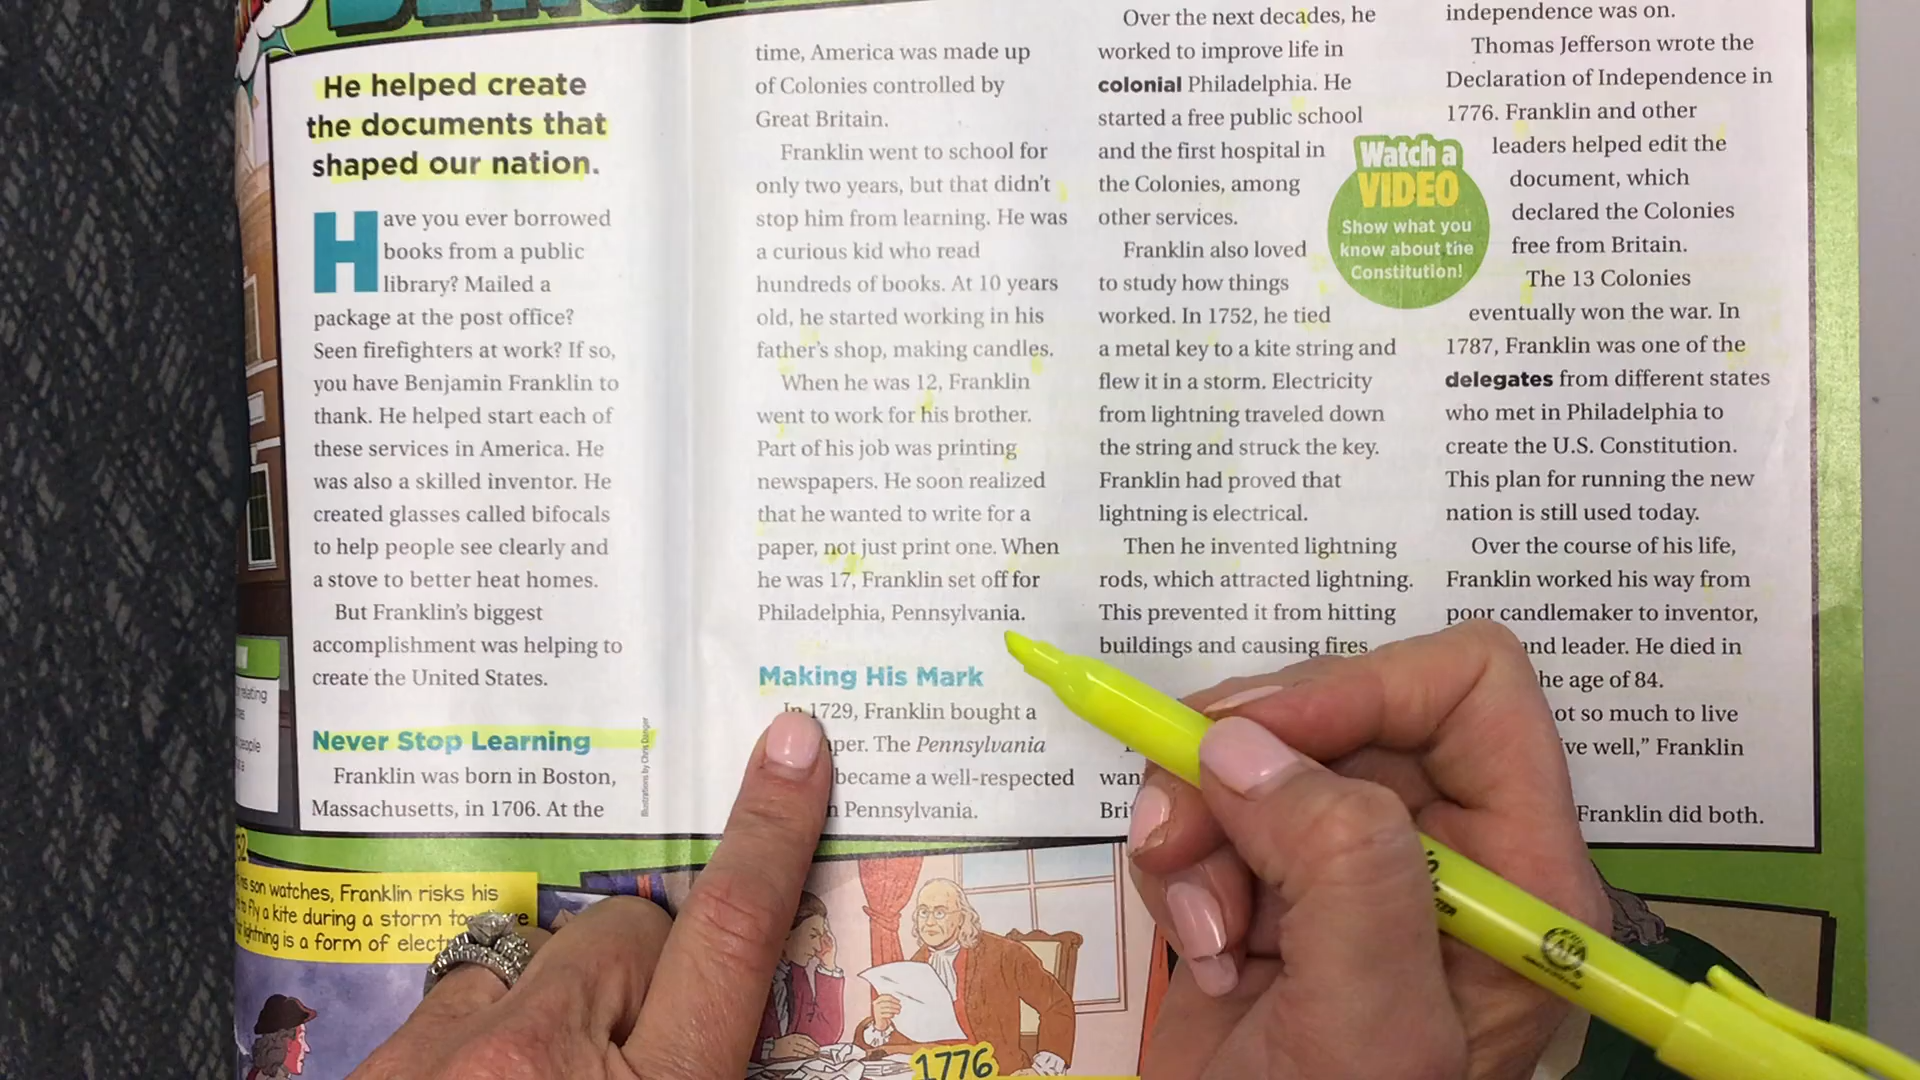 He helped create
the documents that
shaped our nation.
Have you ever borrowed
books from a public
library? Mailed a
package at the post office?
Seen firefighters at work? If so,
you have Benjamin Franklin to
thank. He helped start each of
these services in America. He
was also a skilled inventor. He
created glasses called bifocals
to help people see clearly and
a stove to better heat homes.
But Franklin's biggest
accomplishment was helping to
create the United States.
Never Stop Learning
Franklin was born in Boston,
Massachusetts, in 1706. At the
Illustrations by Chris Danger
time, America was made up
of Colonies controlled by
Great Britain.
Franklin went to school for
only two years, but that didn't
stop him from learning. He was
a curious kid who read
hundreds of books. At 10 years
old, he started working in his
father's shop, making candles.
When he was 12, Franklin
went to work for his brother.
Part of his job was printing
newspapers. He soon realized
that he wanted to write for a
paper, not just print one. When
he was 17, Franklin set off for
Philadelphia, Pennsylvania.
Making His Mark
In 1729, Franklin bought a
The Pennsylvania
became a well-respected
Pennsylvania.
Over the next decades, he
worked to improve life in
colonial Philadelphia. He
started a free public school
and the first hospital in
the Colonies, among
other services.
Franklin also loved
to study how things
worked. In 1752, he tied
a metal key to a kite string and
flew it in a storm. Electricity
from lightning traveled down
the string and struck the key.
Franklin had proved that
lightning is electrical.
Then he invented lightning
rods, which attracted lightning.
This prevented it from hitting
buildings and causing fires.
Watch a
VIDEO
Show what you
know about the
Constitution!
independence was on.
Thomas Jefferson wrote the
Declaration of Independence in
1776. Franklin and other
leaders helped edit the
document, which
declared the Colonies
free from Britain.
The 13 Colonies
eventually won the war. In
1787, Franklin was one of the
delegates from different states
who met in Philadelphia to
create the U.S. Constitution.
This plan for running the new
nation is still used today.
Over the course of his life,
Franklin worked his way from
poor candlemaker to inventor,
and leader. He died in
the age of 84.
not so much to live
well," Franklin
Franklin did both.
son watches, Franklin risks his
to fly a kite during a storm to
lightning is a form of
1776